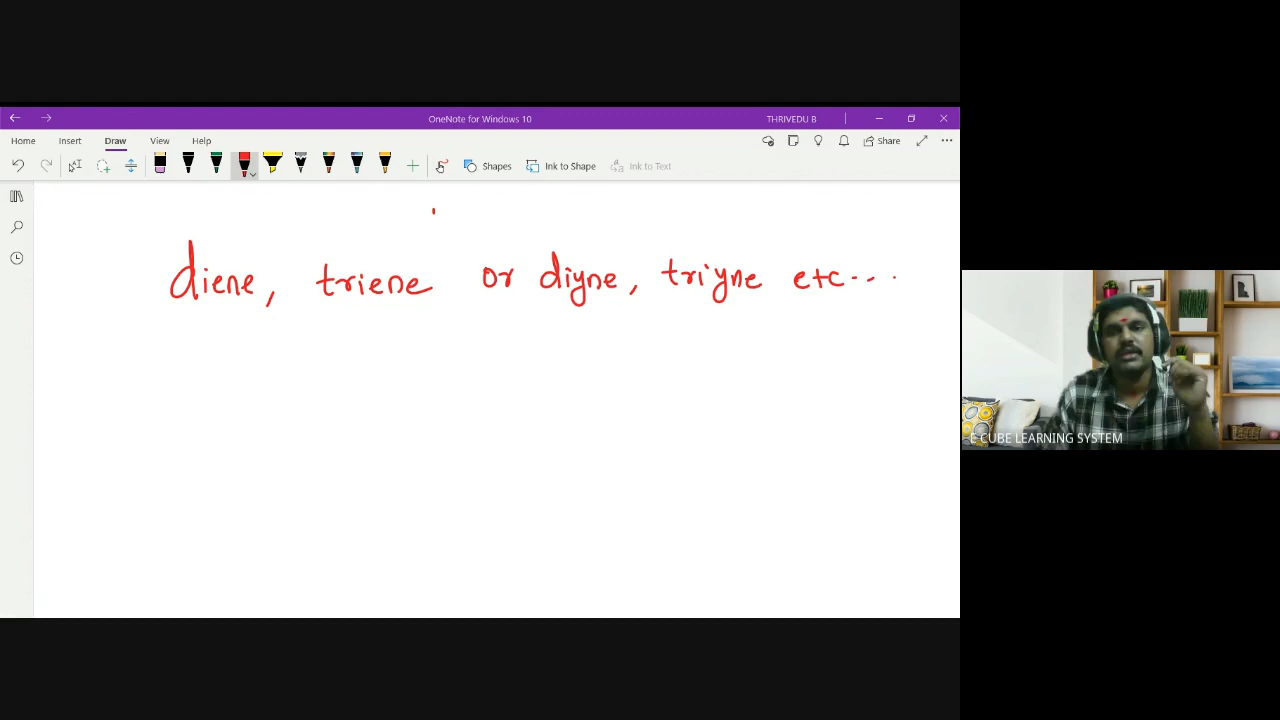 OneNote for Windows 10
THRIVEDU B
Home Insert Draw View Help
Share
Shapes Ink to Shape Ink to Text
diene, triene or diyne, triyne etc---
E CUBE LEARNING SYSTEM